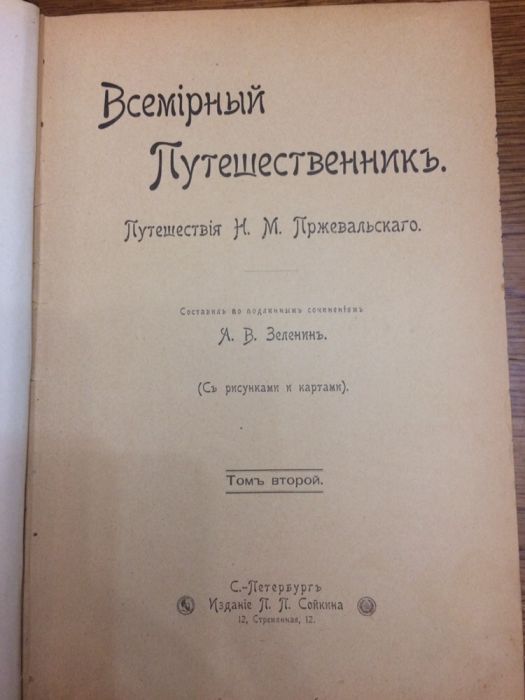 Всемірный
Путешественникъ.
Путешествія Н. М. Пржевальскаго.
Составилъ по подлиннымъ сочиненіямъ
А. В. Зеленинъ.
(Съ рисунками и картами).
Томъ второй.
С.-Петербургъ
Изданіе П. П. Сойкина
12, Стремянная, 12.